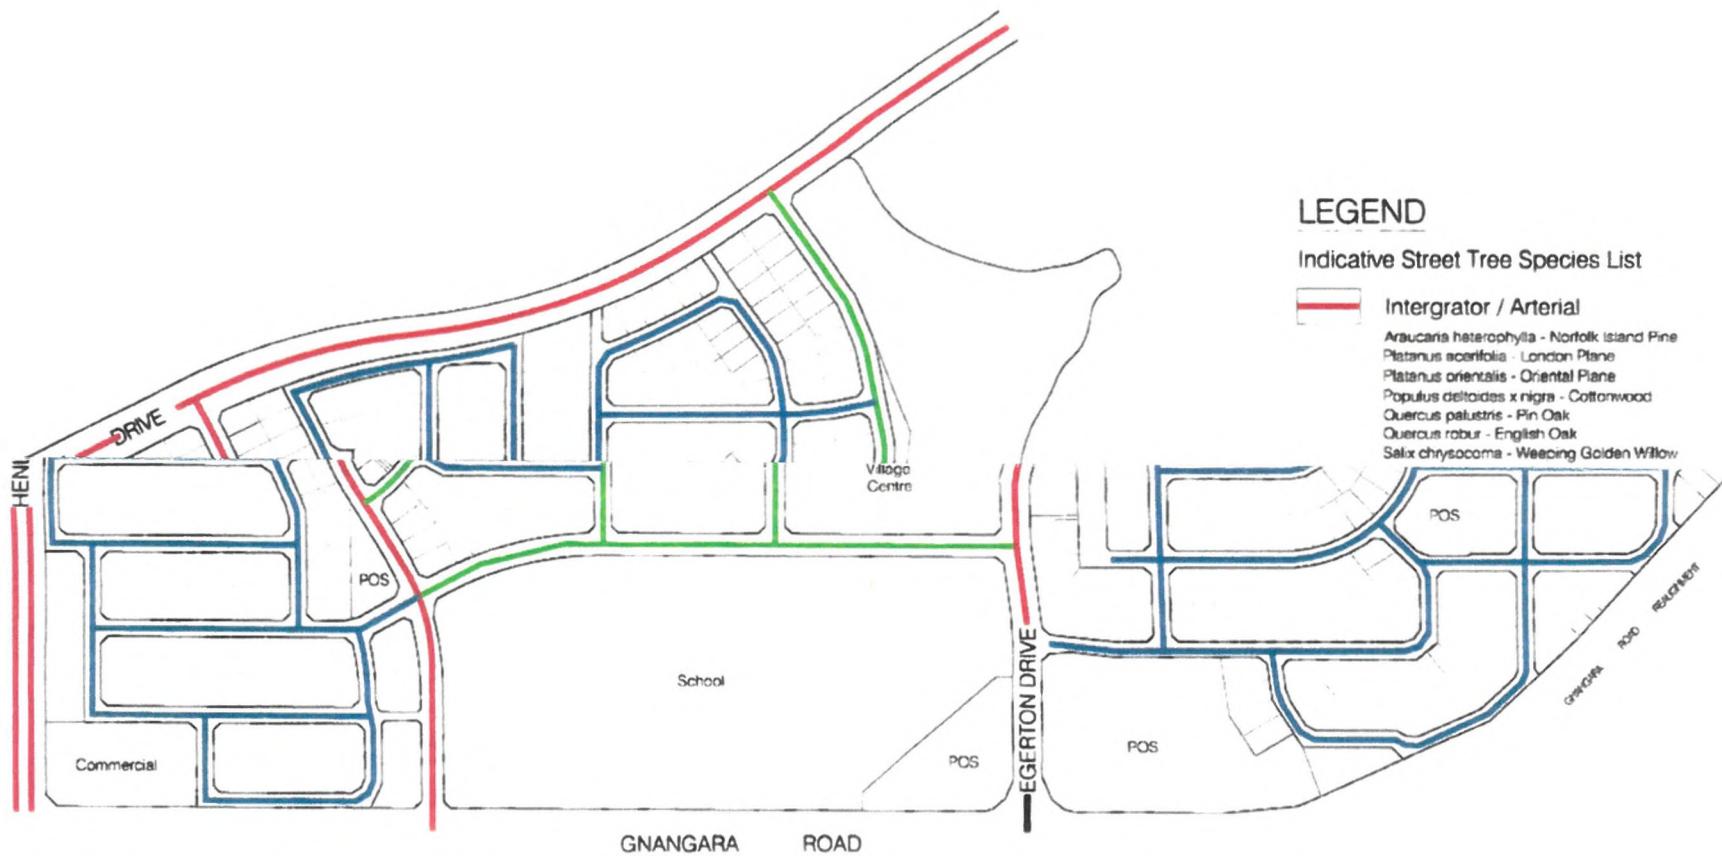 LEGEND
Indicative Street Tree Species List
Intergrator / Arterial
Araucaria heterophylla - Norfolk Island Pine
Platanus acerifolia - London Plane
Platanus orientalis - Oriental Plane
Populus deltoides x nigra - Cottonwood
Quercus palustris - Pin Oak
Quercus robur - English Oak
Salix chrysocoma - Weeping Golden Willow
DRIVE
HENL
Village
Centre
POS
POS
School
Commercial
POS
POS
EGERTON DRIVE
GNANGARA ROAD REALIGNMENT
GNANGARA ROAD